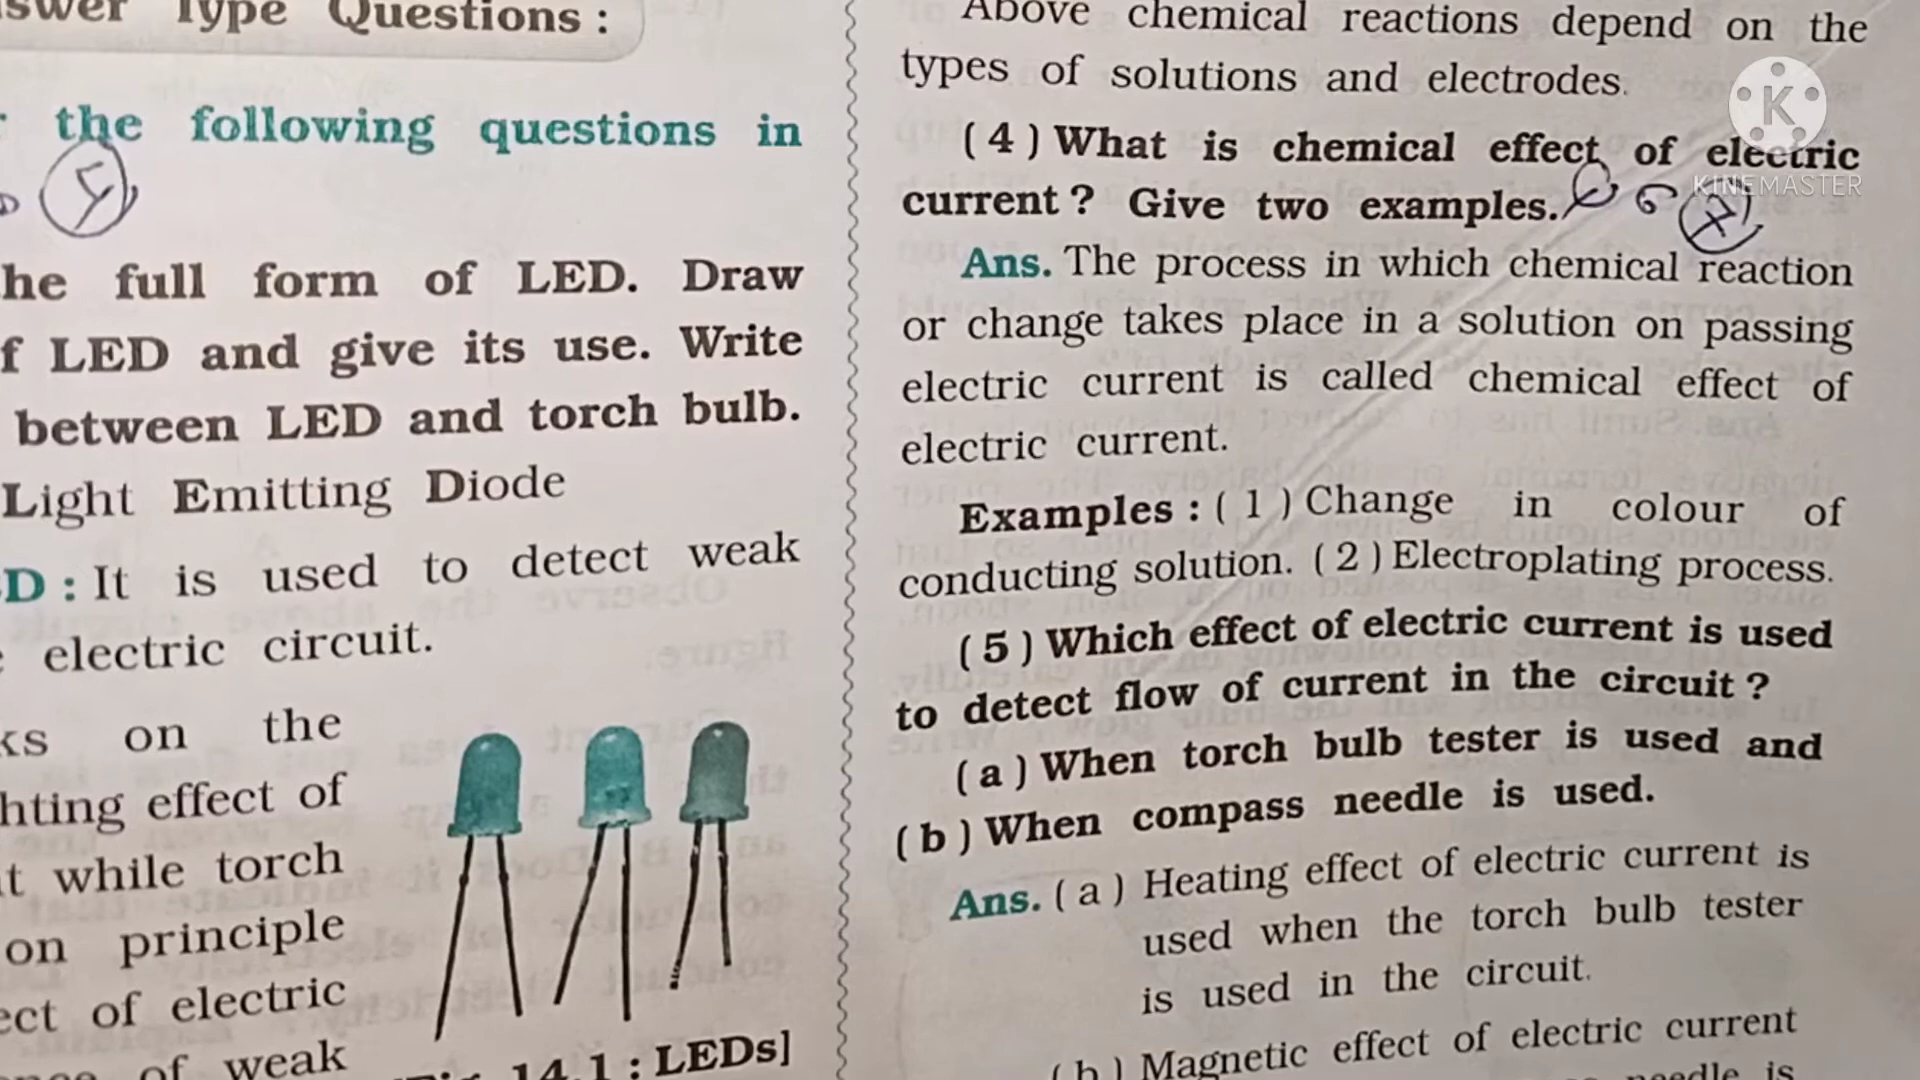 swer Type Questions :
the following questions in
he full form of LED. Draw
f LED and give its use. Write
between LED and torch bulb.
Light Emitting Diode
D : It is used to detect weak
electric circuit.
ks on the
hting effect of
t while torch
on principle
ect of electric
of weak
14.1 : LEDs]
Above chemical reactions depend on the
types of solutions and electrodes.
( 4 ) What is chemical effect of electric
current ? Give two examples.
Ans. The process in which chemical reaction
or change takes place in a solution on passing
electric current is called chemical effect of
electric current.
Examples : ( 1 ) Change in colour of
conducting solution. ( 2 ) Electroplating process.
( 5 ) Which effect of electric current is used
to detect flow of current in the circuit ?
( a ) When torch bulb tester is used and
( b ) When compass needle is used.
Ans. ( a ) Heating effect of electric current is
used when the torch bulb tester
is used in the circuit.
( b ) Magnetic effect of electric current
needle is
K
KINEMASTER